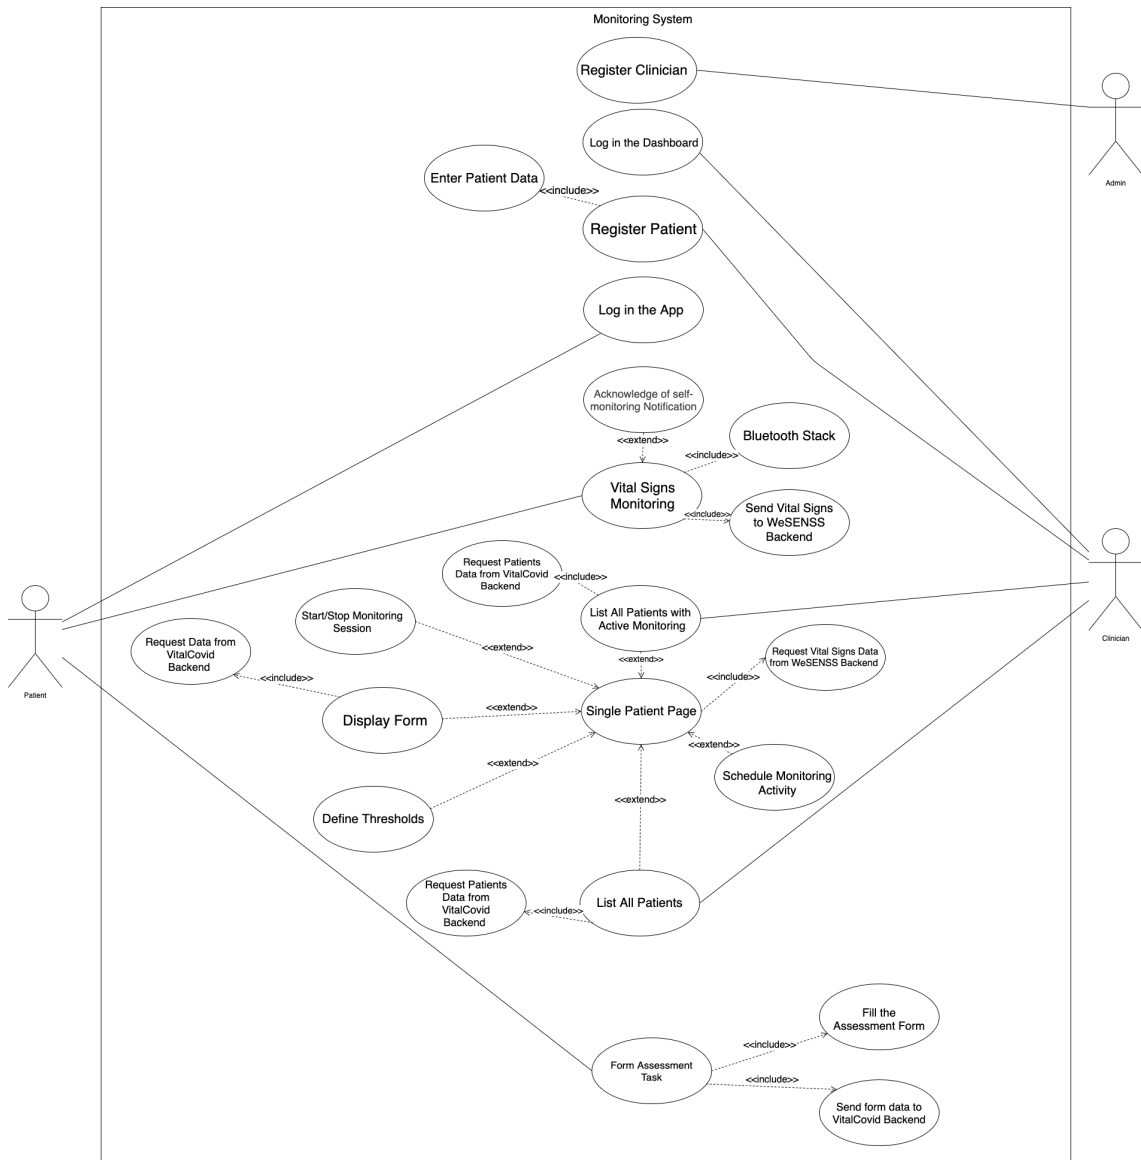 Monitoring System
Register Clinician
Admin
Log in the Dashboard
Enter Patient Data
<<include>>
Register Patient
Log in the App
Acknowledge of self-
monitoring Notification
<<extend>>
Bluetooth Stack
<<include>>
Vital Signs
Monitoring
<<include>>
Send Vital Signs
to WeSENSS
Backend
Request Patients
Data from VitalCovid
Backend
<<include>>
List All Patients with
Active Monitoring
Clinician
Patient
Start/Stop Monitoring
Session
<<extend>>
<<extend>>
Request Data from
VitalCovid
Backend
<<include>>
Request Vital Signs Data
from WeSENSS Backend
<<include>>
Display Form
<<extend>>
Single Patient Page
<<extend>>
Schedule Monitoring
Activity
<<extend>>
Define Thresholds
<<extend>>
Request Patients
Data from
VitalCovid
Backend
<<include>>
List All Patients
Fill the
Assessment Form
<<include>>
Form Assessment
Task
<<include>>
Send form data to
VitalCovid Backend